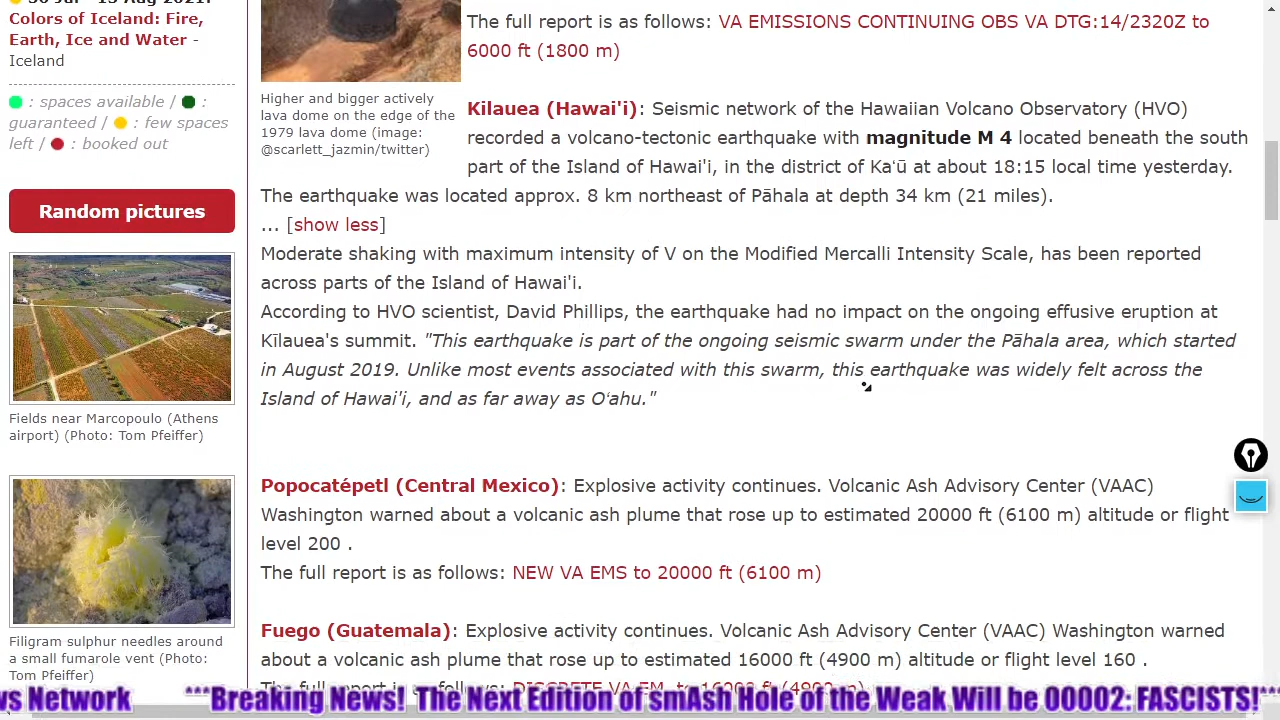 30 Jul - 13 Aug 2021:
Colors of Iceland: Fire,
Earth, Ice and Water -
Iceland
: spaces available / :
guaranteed / : few spaces
left / : booked out
Random pictures
Fields near Marcopoulo (Athens
airport) (Photo: Tom Pfeiffer)
Filigram sulphur needles around
a small fumarole vent (Photo:
Tom Pfeiffer)
Higher and bigger actively
lava dome on the edge of the
1979 lava dome (image:
@scarlett_jazmin/twitter)
The full report is as follows: VA EMISSIONS CONTINUING OBS VA DTG:14/2320Z to
6000 ft (1800 m)
Kilauea (Hawai'i): Seismic network of the Hawaiian Volcano Observatory (HVO)
recorded a volcano-tectonic earthquake with magnitude M 4 located beneath the south
part of the Island of Hawai'i, in the district of Kaʻū at about 18:15 local time yesterday.
The earthquake was located approx. 8 km northeast of Pāhala at depth 34 km (21 miles).
... [show less]
Moderate shaking with maximum intensity of V on the Modified Mercalli Intensity Scale, has been reported
across parts of the Island of Hawai'i.
According to HVO scientist, David Phillips, the earthquake had no impact on the ongoing effusive eruption at
Kīlauea's summit. "This earthquake is part of the ongoing seismic swarm under the Pāhala area, which started
in August 2019. Unlike most events associated with this swarm, this earthquake was widely felt across the
Island of Hawai'i, and as far away as Oʻahu."
Popocatépetl (Central Mexico): Explosive activity continues. Volcanic Ash Advisory Center (VAAC)
Washington warned about a volcanic ash plume that rose up to estimated 20000 ft (6100 m) altitude or flight
level 200 .
The full report is as follows: NEW VA EMS to 20000 ft (6100 m)
Fuego (Guatemala): Explosive activity continues. Volcanic Ash Advisory Center (VAAC) Washington warned
about a volcanic ash plume that rose up to estimated 16000 ft (4900 m) altitude or flight level 160 .
The full report is as follows: DISCRETE VA EM. to 16000 ft (4900 m)
ws Network ***Breaking News! The Next Edition of smAsh Hole of the Weak Will be 00002: FASCISTS!**